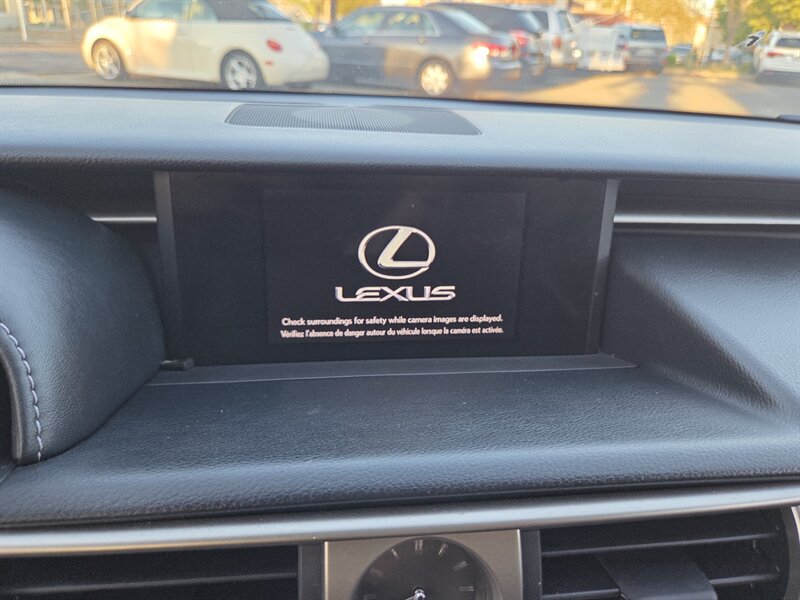 LEXUS
Check surroundings for safety while camera images are displayed.
Vérifiez l'absence de danger autour du véhicule lorsque la caméra est activée.